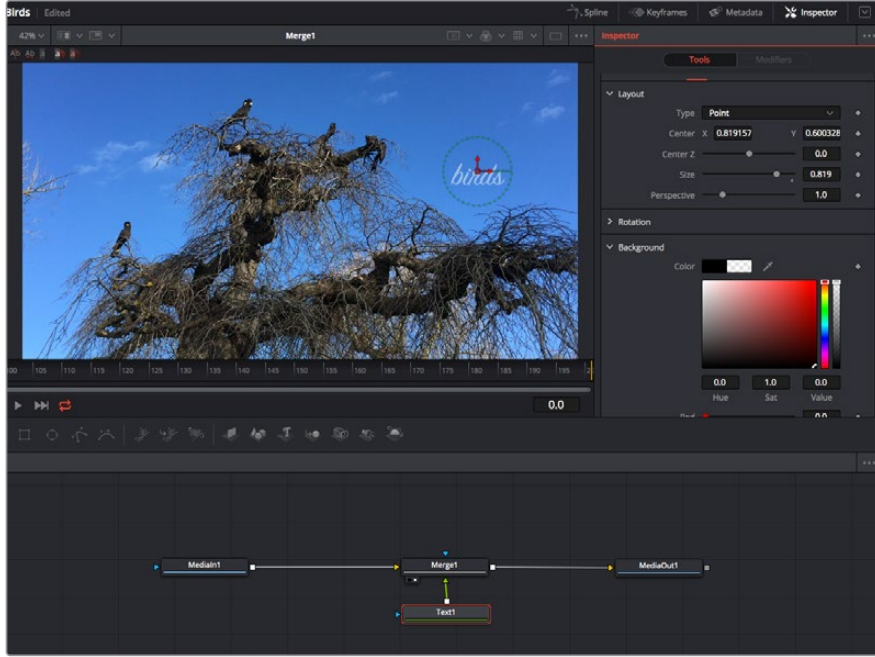 Birds Edited Spline Keyframes Metadata Inspector
42% Merge1 Inspector
Tools Modifiers
Layout
Type Point
Center X 0.819157 Y 0.600328
Center Z 0.0
Size 0.819
Perspective 1.0
Rotation
Background
Color
birds
0.0 1.0 0.0
Hue Sat Value
105 110 115 120 125 130 135 140 145 150 155 160 165 170 175 180 185 190 195
0.0
MediaIn1 Merge1 MediaOut1
Text1